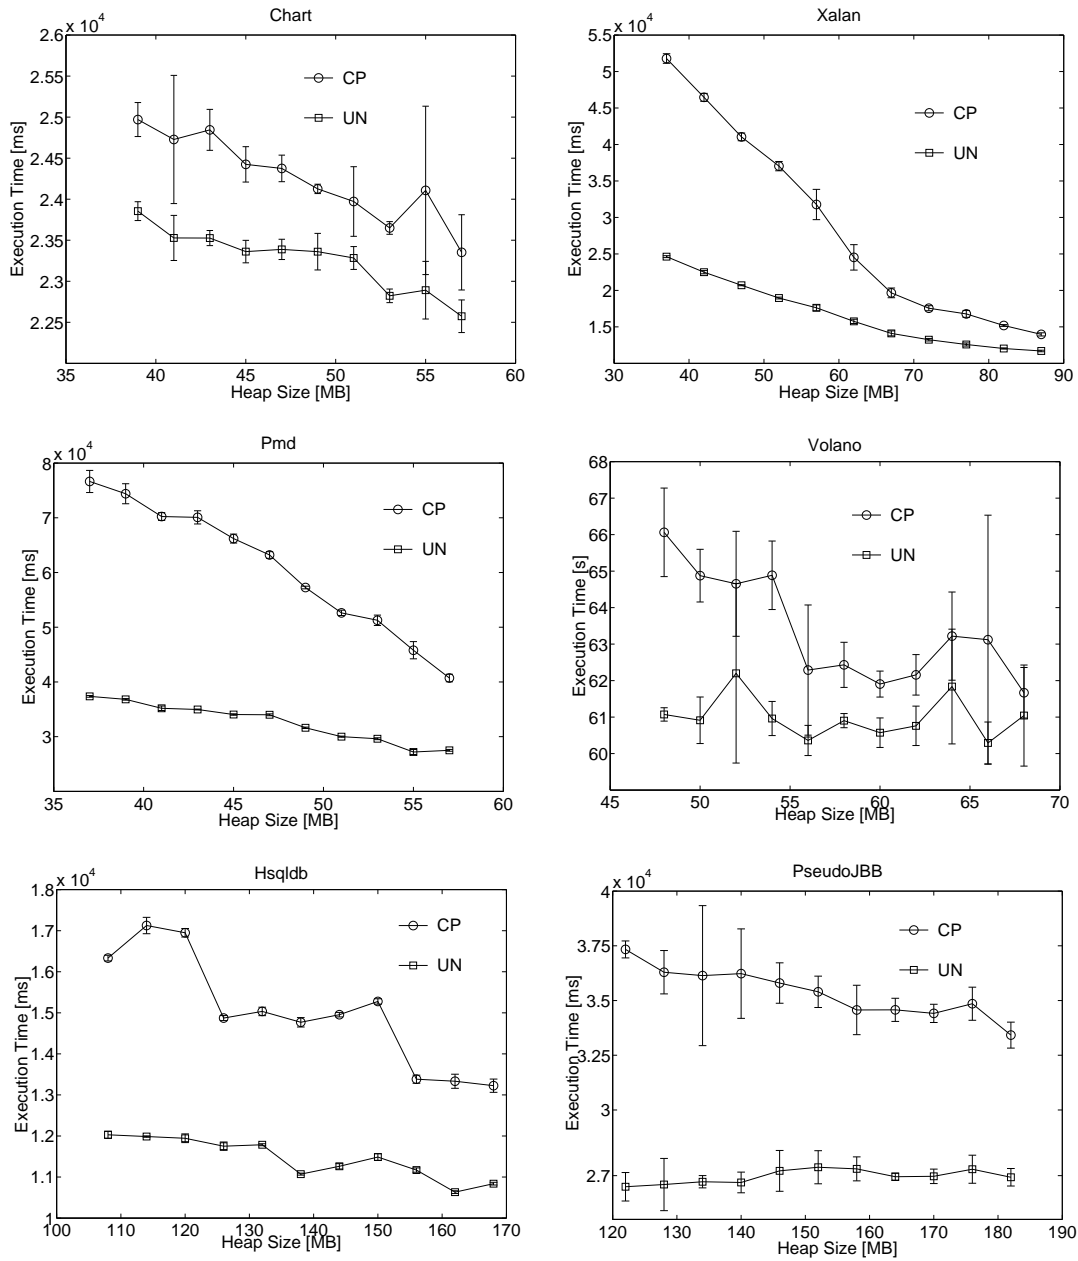 Chart
x 10^4
2.6
2.55
2.5
2.45
2.4
2.35
2.3
2.25
Execution Time [ms]
CP
UN
35 40 45 50 55 60
Heap Size [MB]
Xalan
x 10^4
5.5
5
4.5
4
3.5
3
2.5
2
1.5
Execution Time [ms]
CP
UN
30 40 50 60 70 80 90
Heap Size [MB]
Pmd
x 10^4
8
7
6
5
4
3
Execution Time [ms]
CP
UN
35 40 45 50 55 60
Heap Size [MB]
Volano
68
67
66
65
64
63
62
61
60
Execution Time [s]
CP
UN
45 50 55 60 65 70
Heap Size [MB]
Hsqldb
x 10^4
1.8
1.7
1.6
1.5
1.4
1.3
1.2
1.1
1
Execution Time [ms]
CP
UN
100 110 120 130 140 150 160 170
Heap Size [MB]
PseudoJBB
x 10^4
4
3.75
3.5
3.25
3
2.7
Execution Time [ms]
CP
UN
120 130 140 150 160 170 180 190
Heap Size [MB]